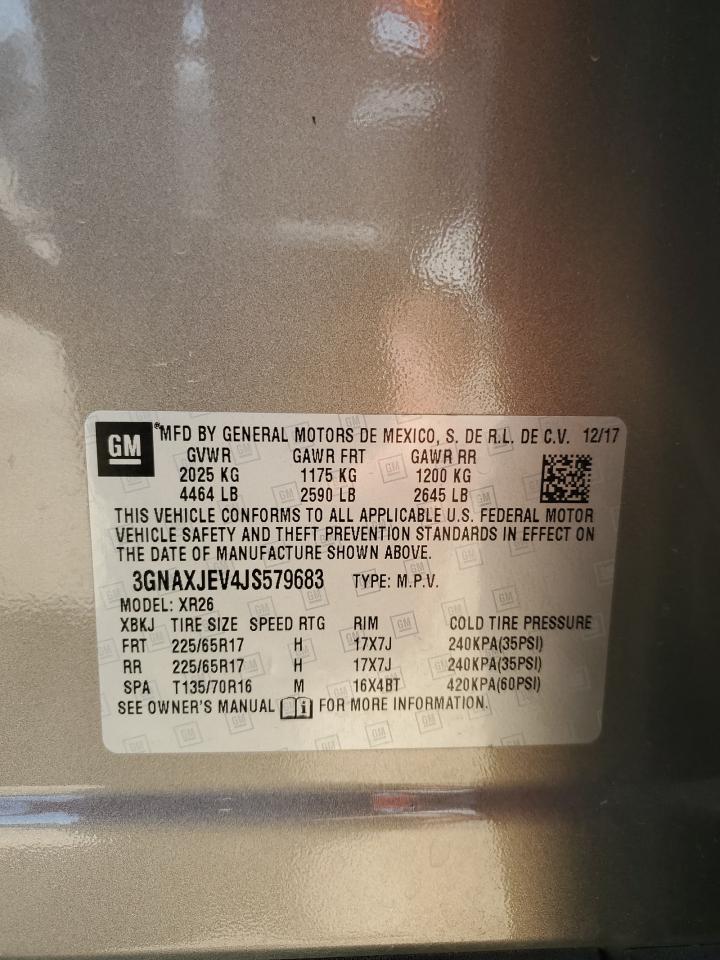 GM ® MFD BY GENERAL MOTORS DE MEXICO, S. DE R.L. DE C.V. 12/17
GVWR GAWR FRT GAWR RR
2025 KG 1175 KG 1200 KG
4464 LB 2590 LB 2645 LB
THIS VEHICLE CONFORMS TO ALL APPLICABLE U.S. FEDERAL MOTOR
VEHICLE SAFETY AND THEFT PREVENTION STANDARDS IN EFFECT ON
THE DATE OF MANUFACTURE SHOWN ABOVE.
3GNAXJEV4JS579683 TYPE: M.P.V.
MODEL: XR26
XBKJ TIRE SIZE SPEED RTG RIM COLD TIRE PRESSURE
FRT 225/65R17 H 17X7J 240KPA(35PSI)
RR 225/65R17 H 17X7J 240KPA(35PSI)
SPA T135/70R16 M 16X4BT 420KPA(60PSI)
SEE OWNER'S MANUAL i FOR MORE INFORMATION.